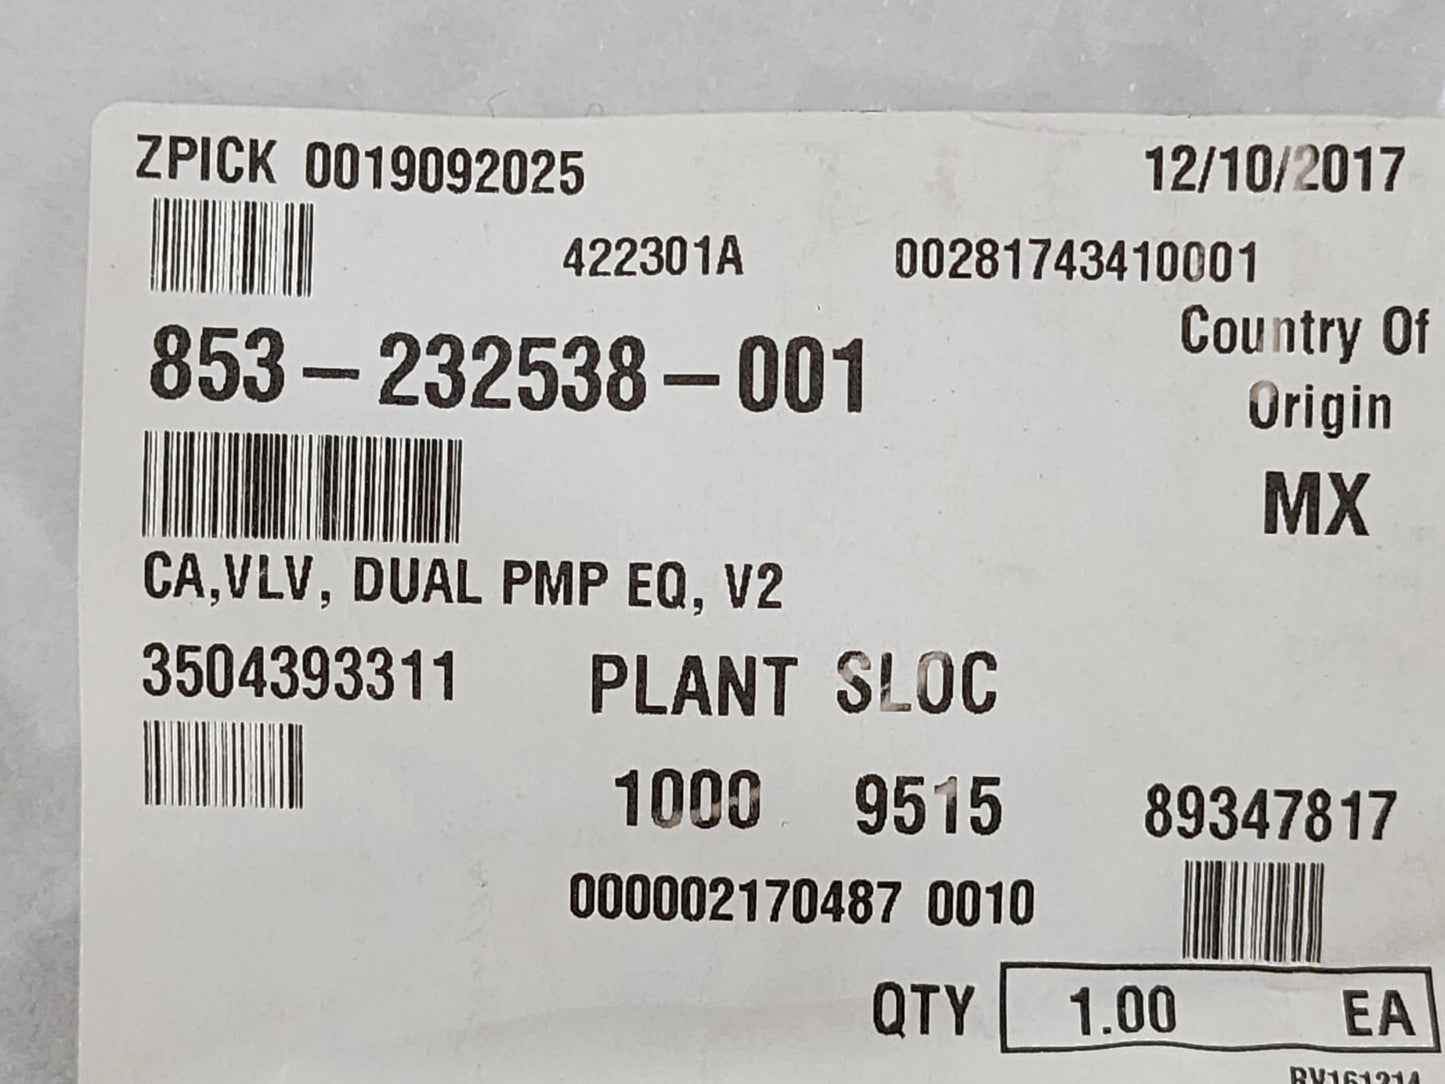 ZPICK 0019092025 12/10/2017
422301A 00281743410001
853-232538-001
Country Of
Origin
MX
CA,VLV, DUAL PMP EQ, V2
3504393311 PLANT SLOC
1000 9515 89347817
000002170487 0010
QTY 1.00 EA